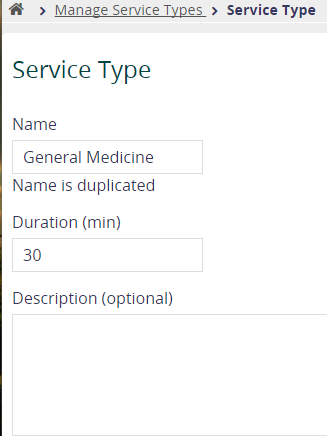 > Manage Service Types > Service Type
Service Type
Name
General Medicine
Name is duplicated
Duration (min)
30
Description (optional)